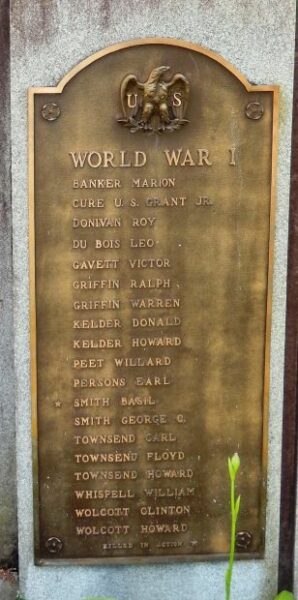 U S
WORLD WAR I
BANKER MARION
CURE U. S. GRANT JR.
DONIVAN ROY
DU BOIS LEO
GAVETT VICTOR
GRIFFIN RALPH
GRIFFIN WARREN
KELDER DONALD
KELDER HOWARD
PEET WILLARD
PERSONS EARL
★ SMITH BASIL
SMITH GEORGE C.
TOWNSEND CARL
TOWNSEND FLOYD
TOWNSEND HOWARD
WHISPELL WILLIAM
WOLCOTT CLINTON
WOLCOTT HOWARD
KILLED IN ACTION ★